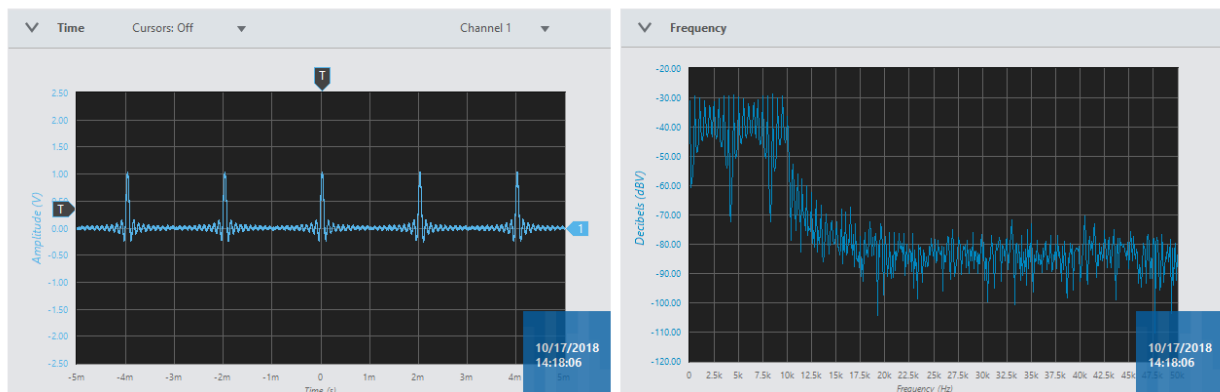 Time Cursors: Off Channel 1
T
2.50
2.00
1.50
1.00
T
0.00
1
-0.50
-1.00
-1.50
-2.00
-2.50
Amplitude (V)
-5m -4m -3m -2m -1m 0 1m 2m 3m 4m
Time (s)
10/17/2018
14:18:06
Frequency
-20.00
-30.00
-40.00
-50.00
-60.00
-70.00
-80.00
-90.00
-100.00
-110.00
-120.00
Decibels (dBV)
0 2.5k 5k 7.5k 10k 12.5k 15k 17.5k 20k 22.5k 25k 27.5k 30k 32.5k 35k 37.5k 40k 42.5k 45k 47.5k 50k
Frequency (Hz)
10/17/2018
14:18:06